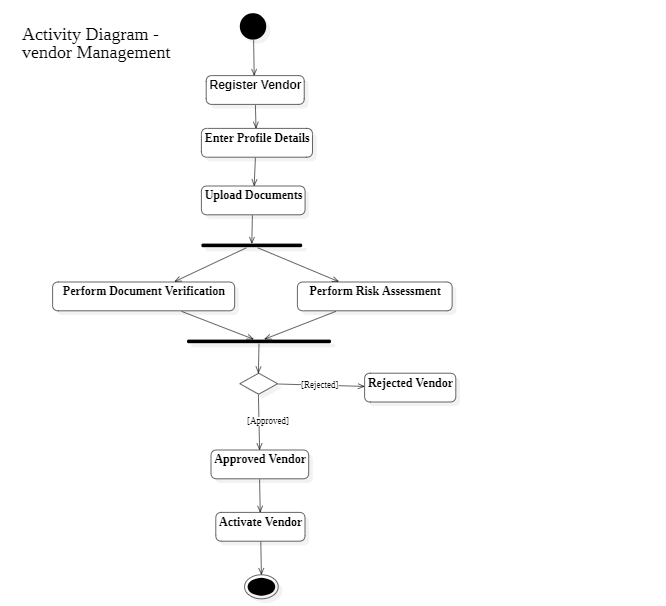 Activity Diagram -
vendor Management
Register Vendor
Enter Profile Details
Upload Documents
Perform Document Verification
Perform Risk Assessment
[Rejected]
Rejected Vendor
[Approved]
Approved Vendor
Activate Vendor